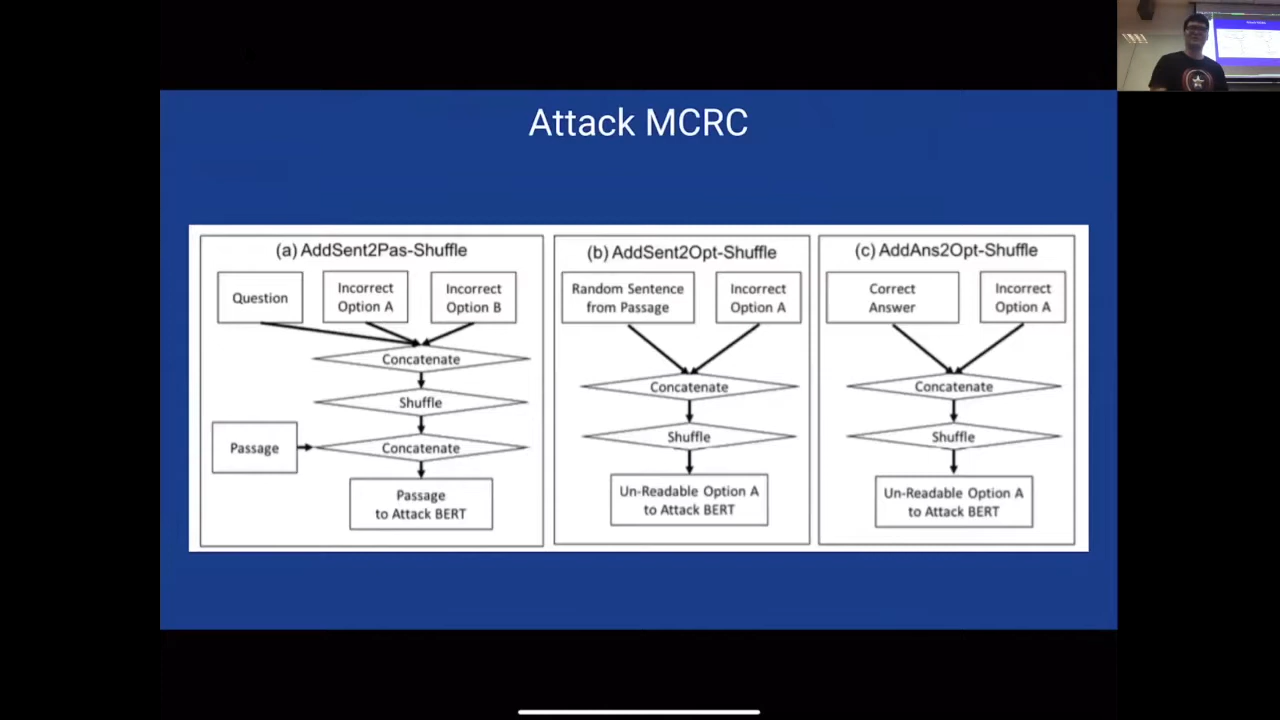 Attack MCRC
(a) AddSent2Pas-Shuffle
Question
Incorrect
Option A
Incorrect
Option B
Concatenate
Shuffle
Passage
Concatenate
Passage
to Attack BERT
(b) AddSent2Opt-Shuffle
Random Sentence
from Passage
Incorrect
Option A
Concatenate
Shuffle
Un-Readable Option A
to Attack BERT
(c) AddAns2Opt-Shuffle
Correct
Answer
Incorrect
Option A
Concatenate
Shuffle
Un-Readable Option A
to Attack BERT